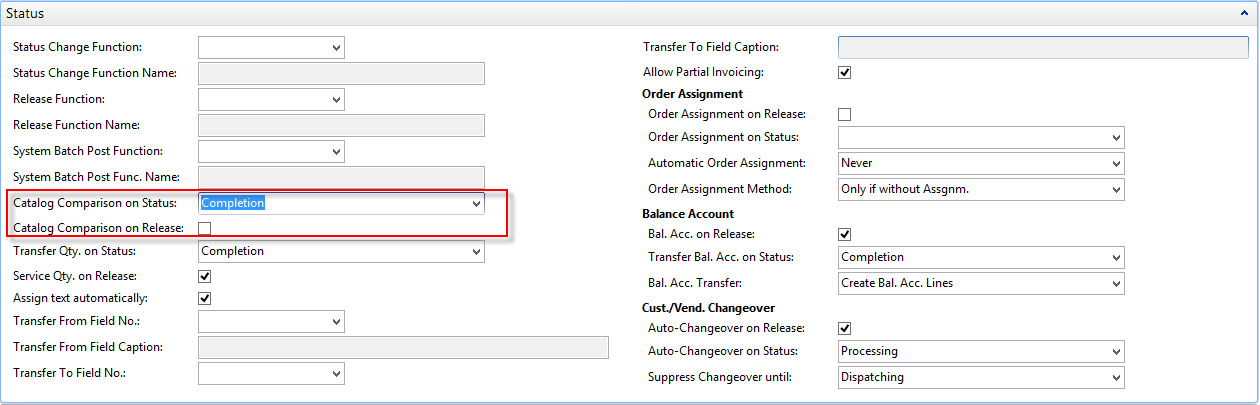 Status
Status Change Function:
Status Change Function Name:
Release Function:
Release Function Name:
System Batch Post Function:
System Batch Post Func. Name:
Catalog Comparison on Status: Completion
Catalog Comparison on Release:
Transfer Qty. on Status: Completion
Service Qty. on Release:
Assign text automatically:
Transfer From Field No.:
Transfer From Field Caption:
Transfer To Field No.:
Transfer To Field Caption:
Allow Partial Invoicing:
Order Assignment
Order Assignment on Release:
Order Assignment on Status:
Automatic Order Assignment: Never
Order Assignment Method: Only if without Assgnm.
Balance Account
Bal. Acc. on Release:
Transfer Bal. Acc. on Status: Completion
Bal. Acc. Transfer: Create Bal. Acc. Lines
Cust./Vend. Changeover
Auto-Changeover on Release:
Auto-Changeover on Status: Processing
Suppress Changeover until: Dispatching